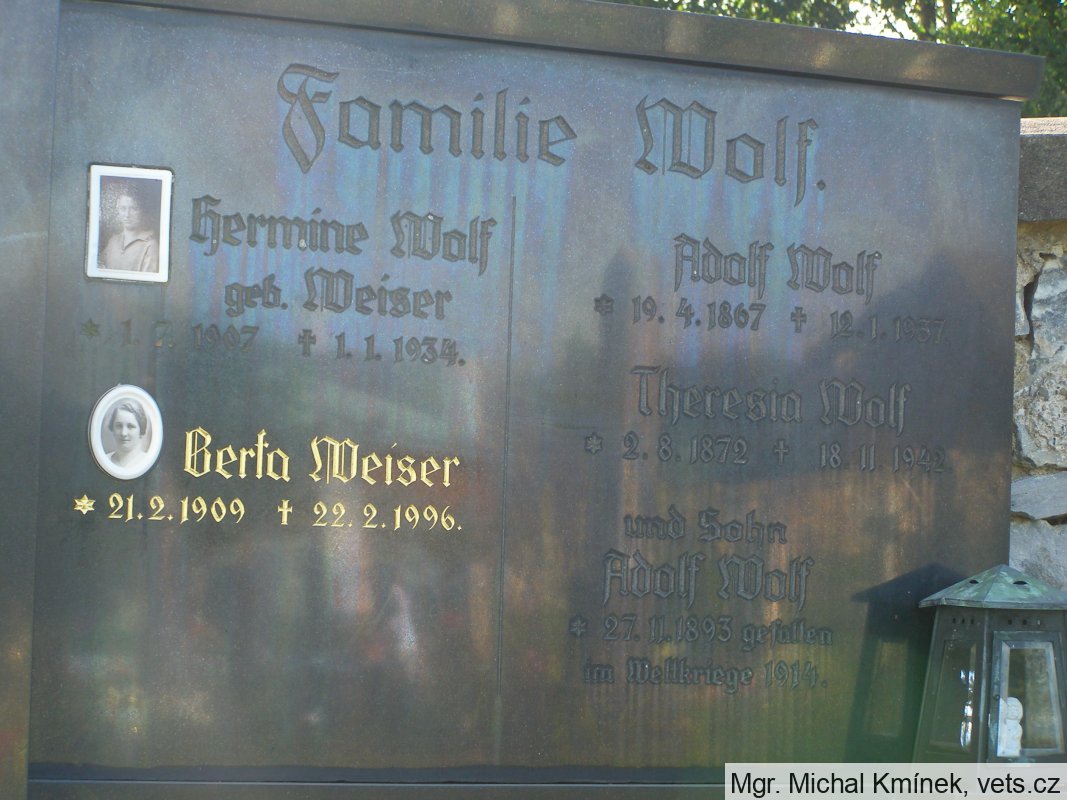 Familie Wolf.
Hermine Wolf
geb. Weiser
* 1. 7. 1907 ✝ 1. 1. 1934.
Berta Weiser
* 21. 2. 1909 ✝ 22. 2. 1996.
Adolf Wolf
* 19. 4. 1867 ✝ 12. 1. 1937.
Theresia Wolf
* 2. 8. 1872 ✝ 18. 11. 1942.
und Sohn
Adolf Wolf
* 27. 11. 1893 gefallen
im Weltkriege 1914.
Mgr. Michal Kmínek, vets.cz